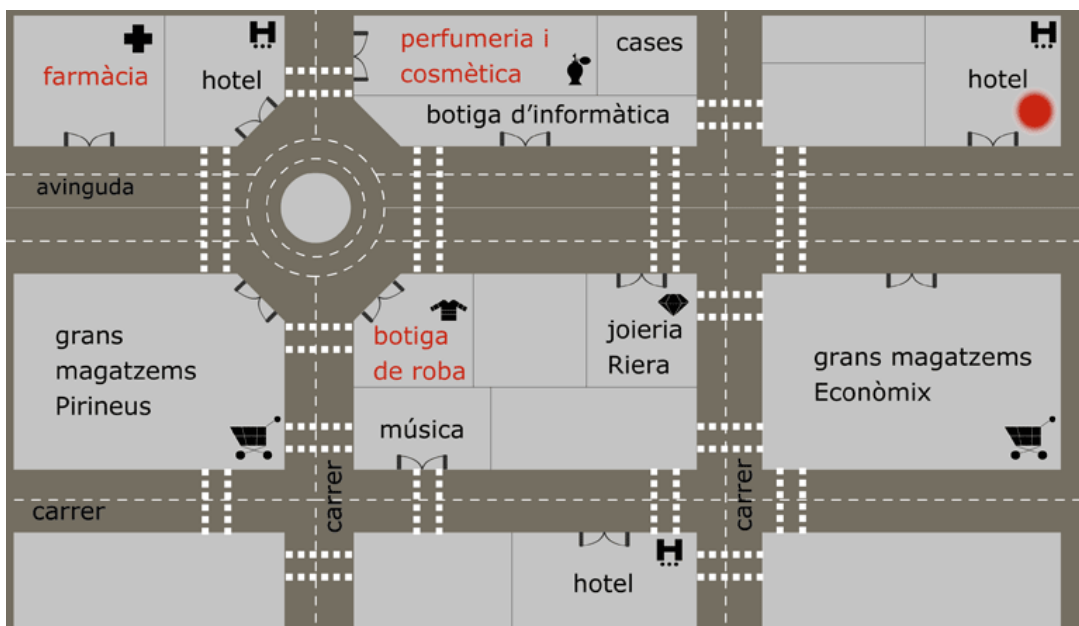 farmàcia
hotel
perfumeria i
cosmètica
cases
botiga d'informàtica
hotel
avinguda
grans
magatzems
Pirineus
botiga
de roba
joieria
Riera
grans magatzems
Econòmix
música
carrer
carrer
carrer
hotel